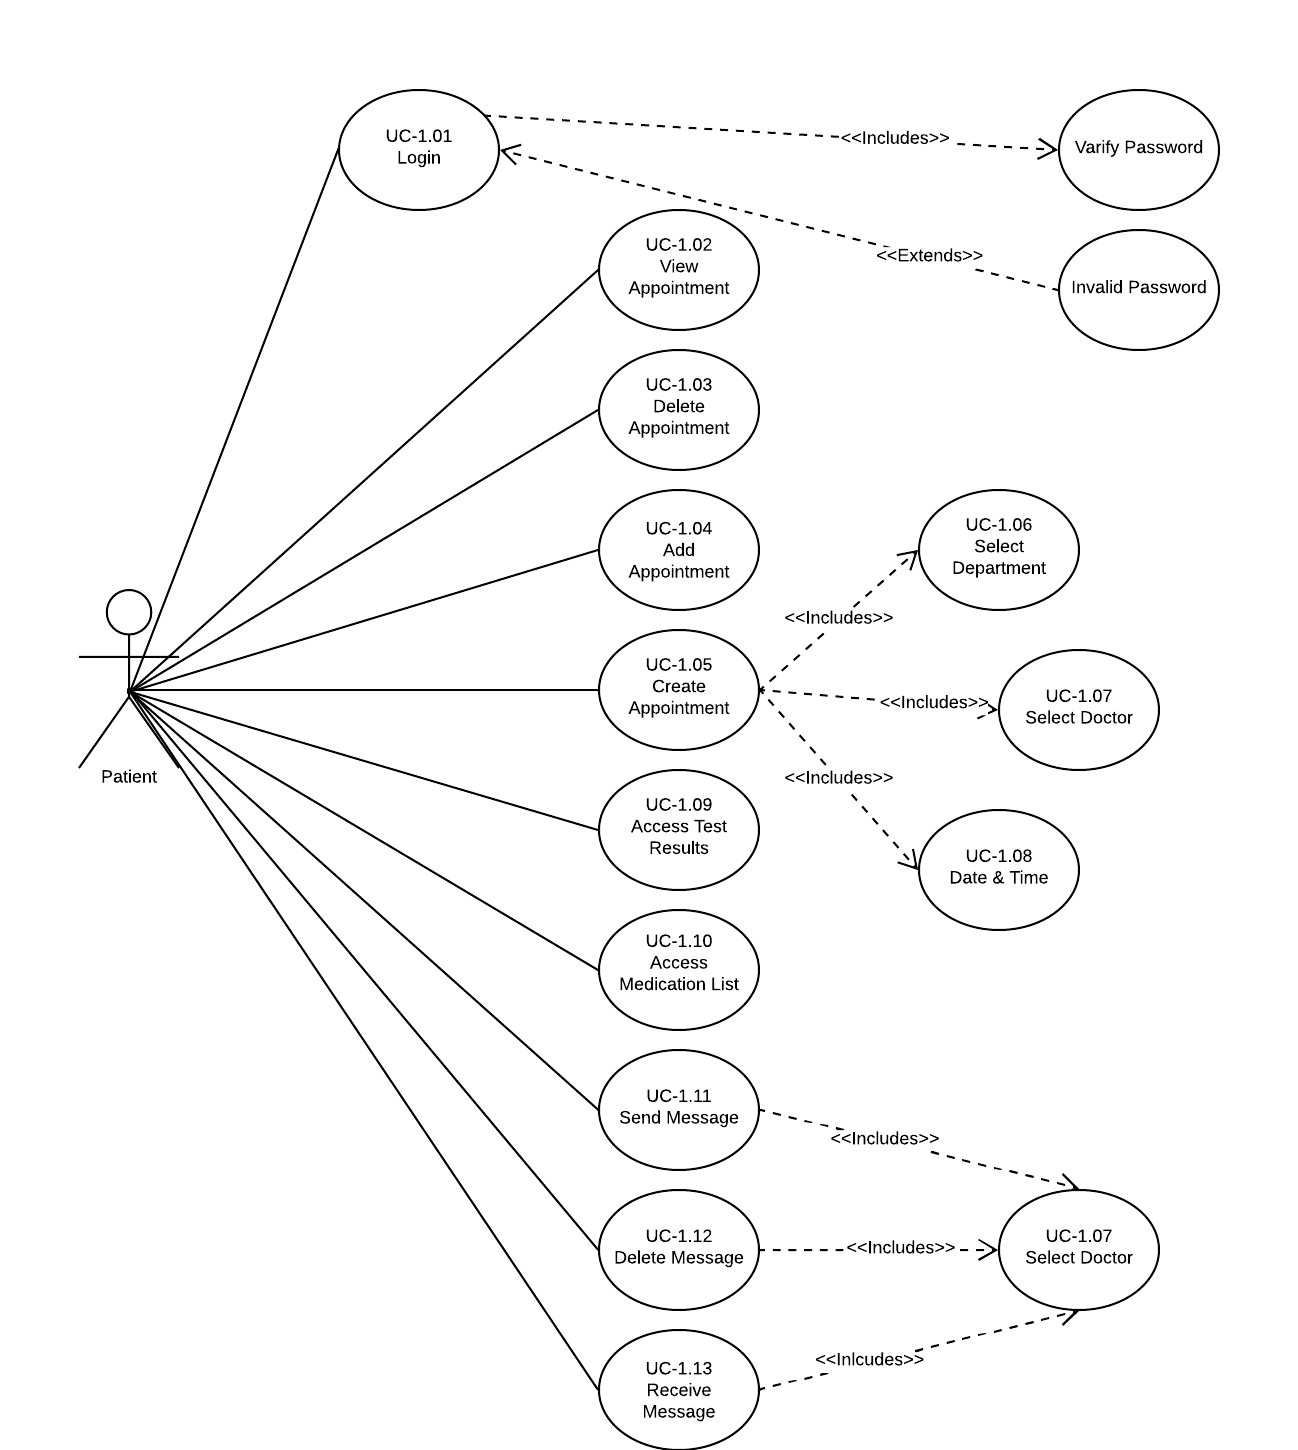 UC-1.01
Login
<<Includes>>
Varify Password
<<Extends>>
Invalid Password
UC-1.02
View
Appointment
UC-1.03
Delete
Appointment
UC-1.04
Add
Appointment
UC-1.06
Select
Department
<<Includes>>
UC-1.05
Create
Appointment
<<Includes>>
UC-1.07
Select Doctor
<<Includes>>
Patient
UC-1.09
Access Test
Results
UC-1.08
Date & Time
UC-1.10
Access
Medication List
UC-1.11
Send Message
<<Includes>>
UC-1.12
Delete Message
<<Includes>>
UC-1.07
Select Doctor
<<Inlcudes>>
UC-1.13
Receive
Message